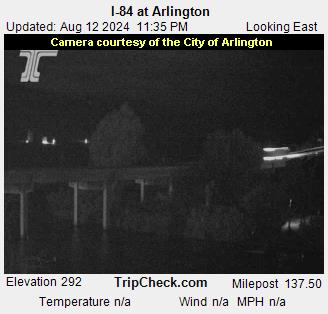 I-84 at Arlington
Updated: Aug 12 2024 11:35 PM Looking East
Camera courtesy of the City of Arlington
Elevation 292 TripCheck.com Milepost 137.50
Temperature n/a Wind n/a MPH n/a